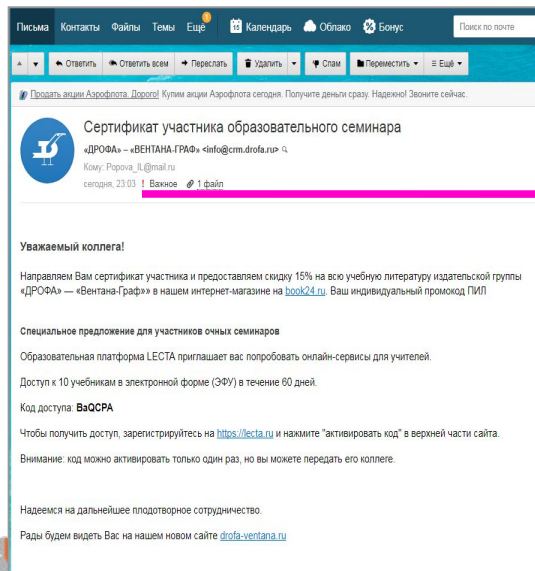 Письма Контакты Файлы Темы Ещё 1 15 Календарь Облако Бонус Поиск по почте
Ответить Ответить всем Переслать Удалить Спам Переместить Ещё
Продать акции Аэрофлота. Дорого! Купим акции Аэрофлота сегодня. Получите деньги сразу. Надежно! Звоните сейчас.
Сертификат участника образовательного семинара
«ДРОФА» – «ВЕНТАНА-ГРАФ» <info@crm.drofa.ru>
Кому: Popova_IL@mail.ru
сегодня, 23:03 ! Важное 1 файл
Уважаемый коллега!
Направляем Вам сертификат участника и предоставляем скидку 15% на всю учебную литературу издательской группы
«ДРОФА» — «Вентана-Граф»» в нашем интернет-магазине на book24.ru. Ваш индивидуальный промокод ПИЛ
Специальное предложение для участников очных семинаров
Образовательная платформа LECTA приглашает вас попробовать онлайн-сервисы для учителей.
Доступ к 10 учебникам в электронной форме (ЭФУ) в течение 60 дней.
Код доступа: BaQCPA
Чтобы получить доступ, зарегистрируйтесь на https://lecta.ru и нажмите "активировать код" в верхней части сайта.
Внимание: код можно активировать только один раз, но вы можете передать его коллеге.
Надеемся на дальнейшее плодотворное сотрудничество.
Рады будем видеть Вас на нашем новом сайте drofa-ventana.ru